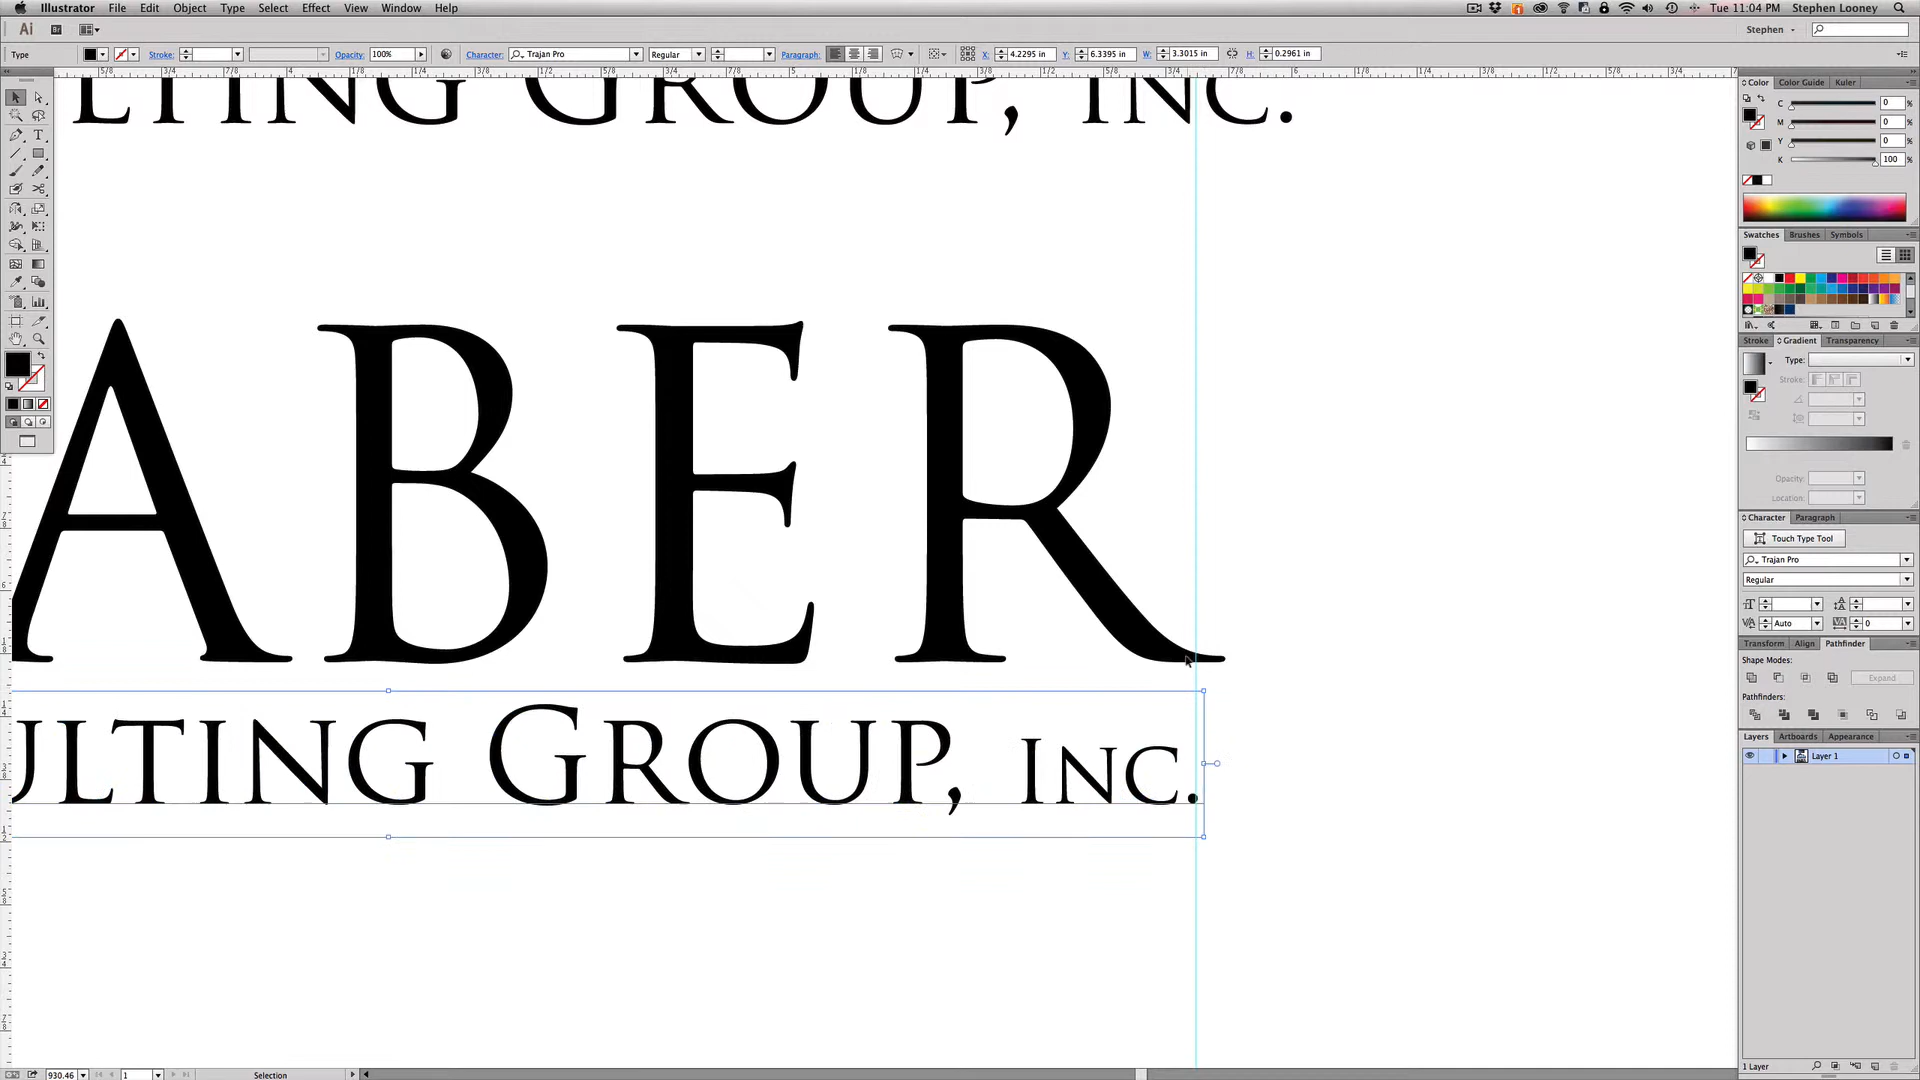 Illustrator File Edit Type Object Select Effect View Window Help Tue 11:04 PM Stephen Looney
Ai Br Stephen
Type Stroke: Opacity: 100% Character: Trajan Pro Regular Paragraph: X: 4.2295 in Y: 6.3395 in W: 3.3015 in H: 0.2961 in
LTING GROUP, INC.
ABER
ULTING GROUP, INC.
Color Color Guide Kuler
C 0 %
M 0 %
Y 0 %
K 100 %
Swatches Brushes Symbols
Stroke Gradient Transparency
Type:
Stroke:
Opacity:
Location:
Character Paragraph
Touch Type Tool
Trajan Pro
Regular
Auto 0
Transform Align Pathfinder
Shape Modes:
Expand
Pathfinders:
Layers Artboards Appearance
Layer 1
1 Layer
930.46 1 Selection